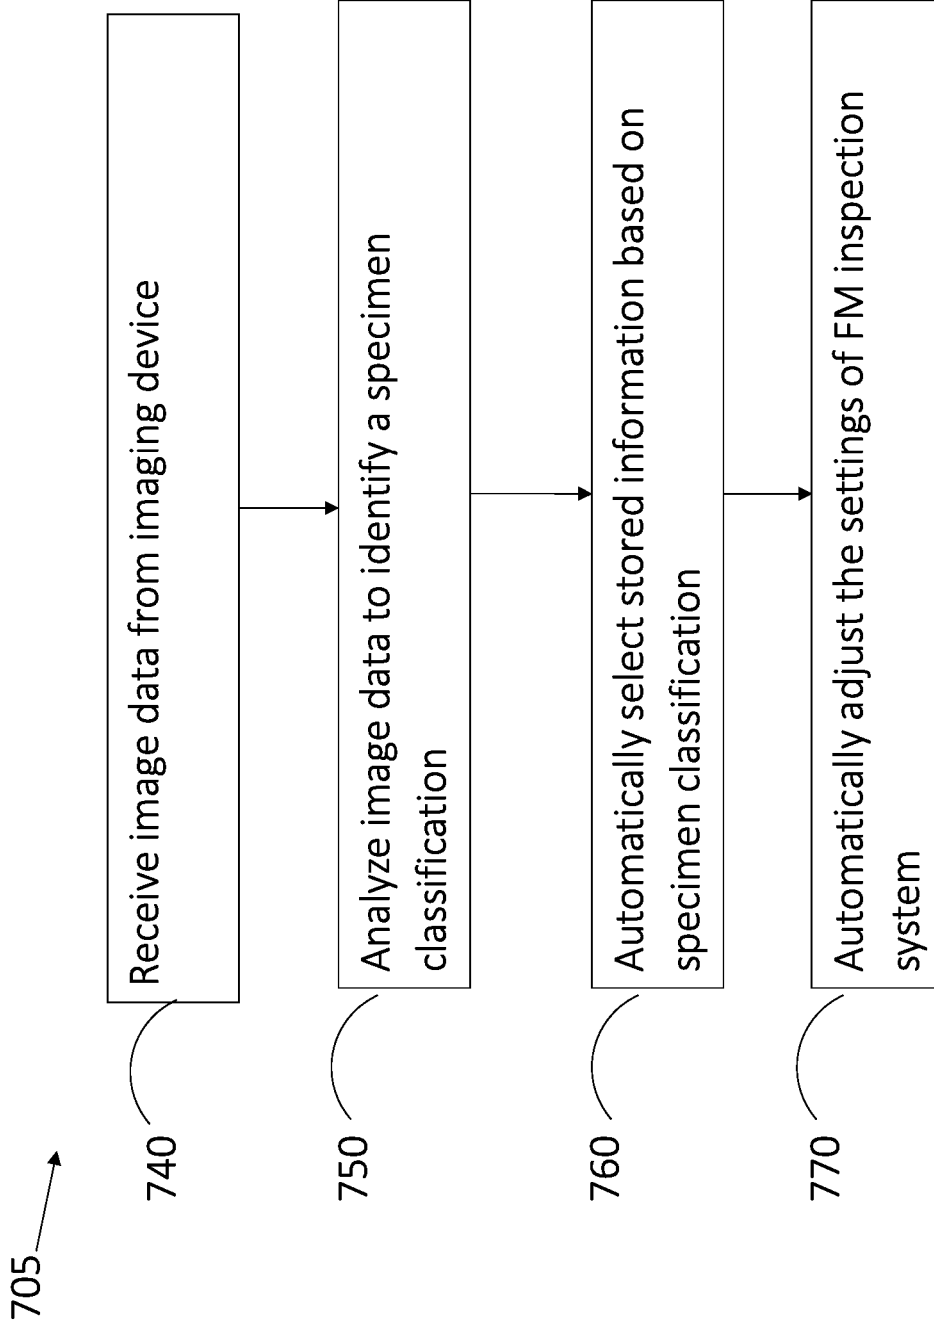 705
740
Receive image data from imaging device
750
Analyze image data to identify a specimen
classification
760
Automatically select stored information based on
specimen classification
770
Automatically adjust the settings of FM inspection
system